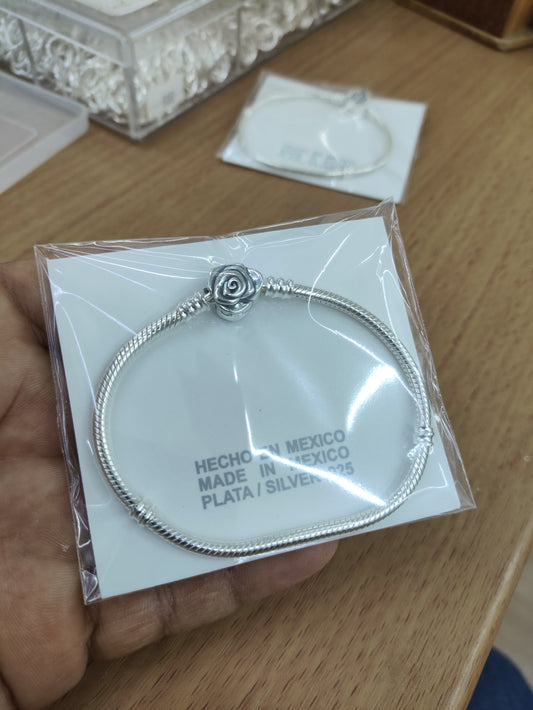 HECHO EN MEXICO
MADE IN MEXICO
PLATA / SILVER 925